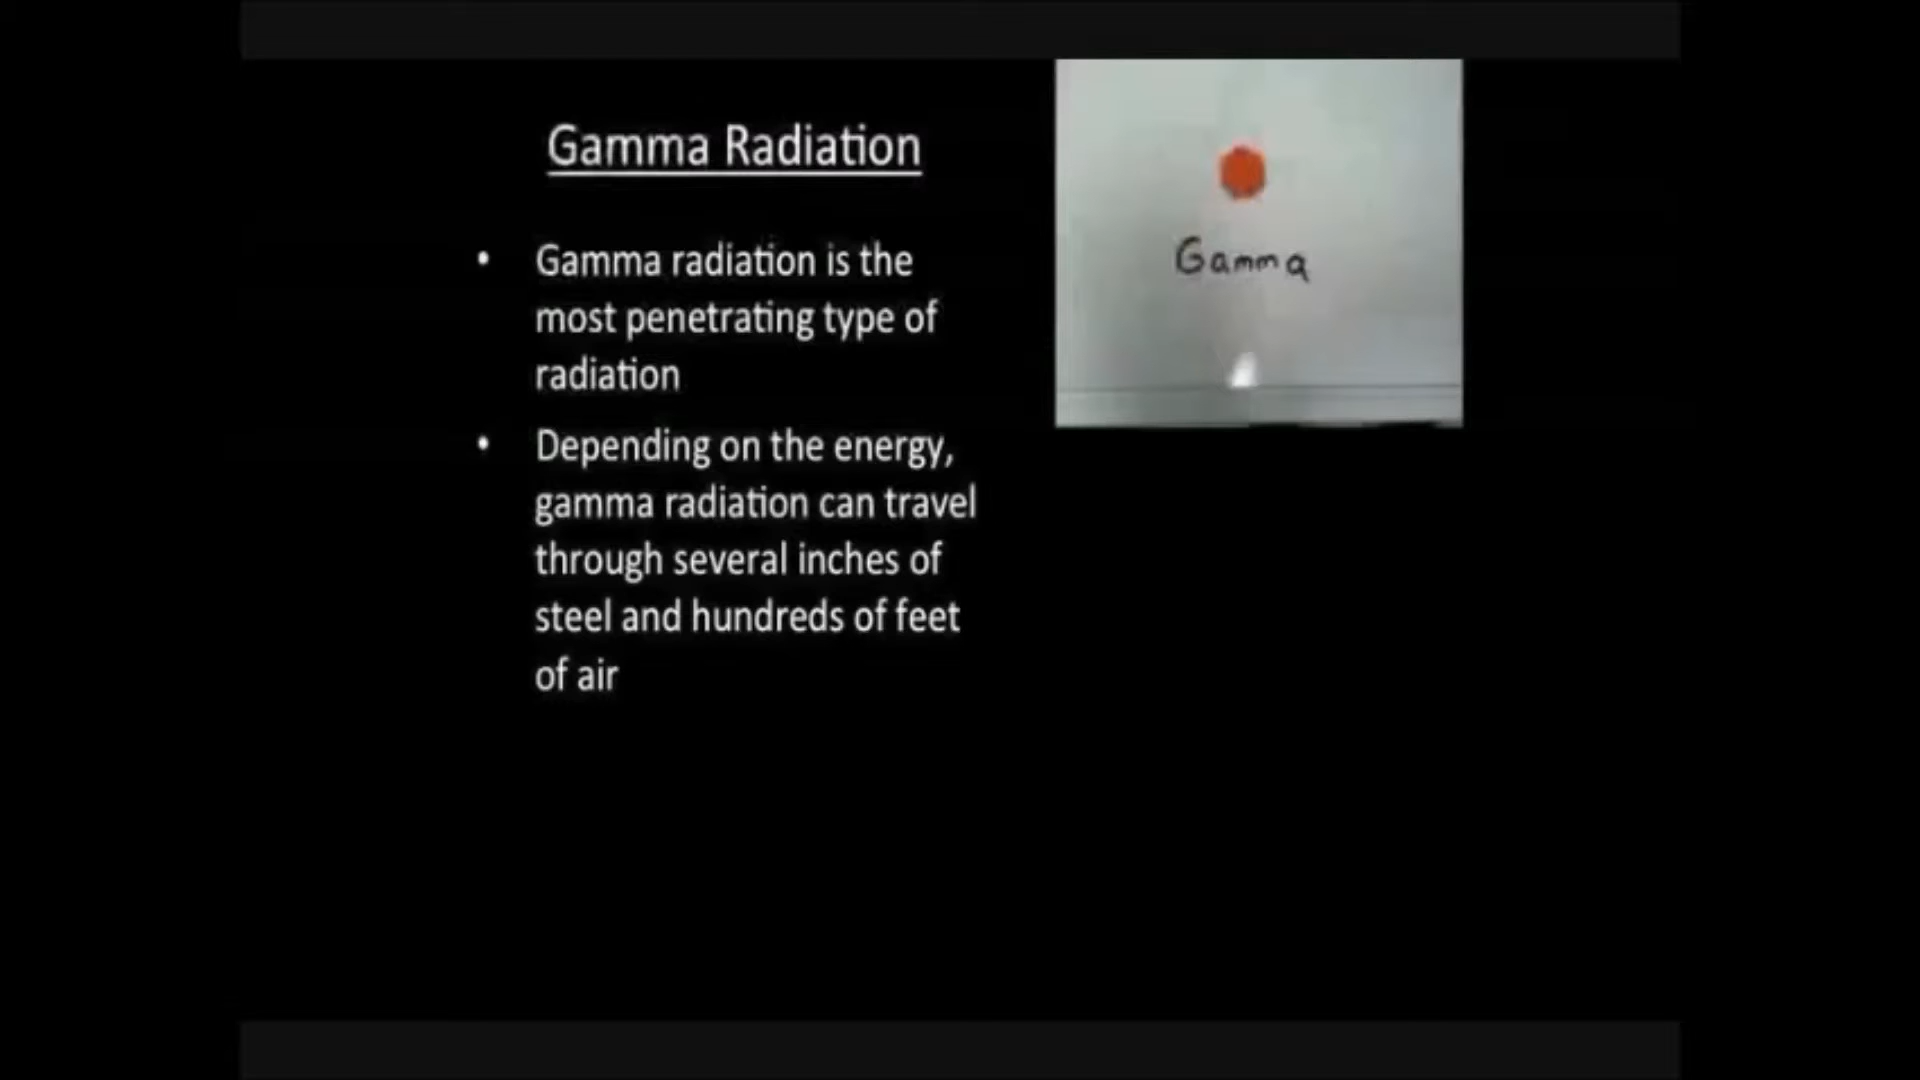 Gamma Radiation
• Gamma radiation is the
most penetrating type of
radiation
• Depending on the energy,
gamma radiation can travel
through several inches of
steel and hundreds of feet
of air
Gamma